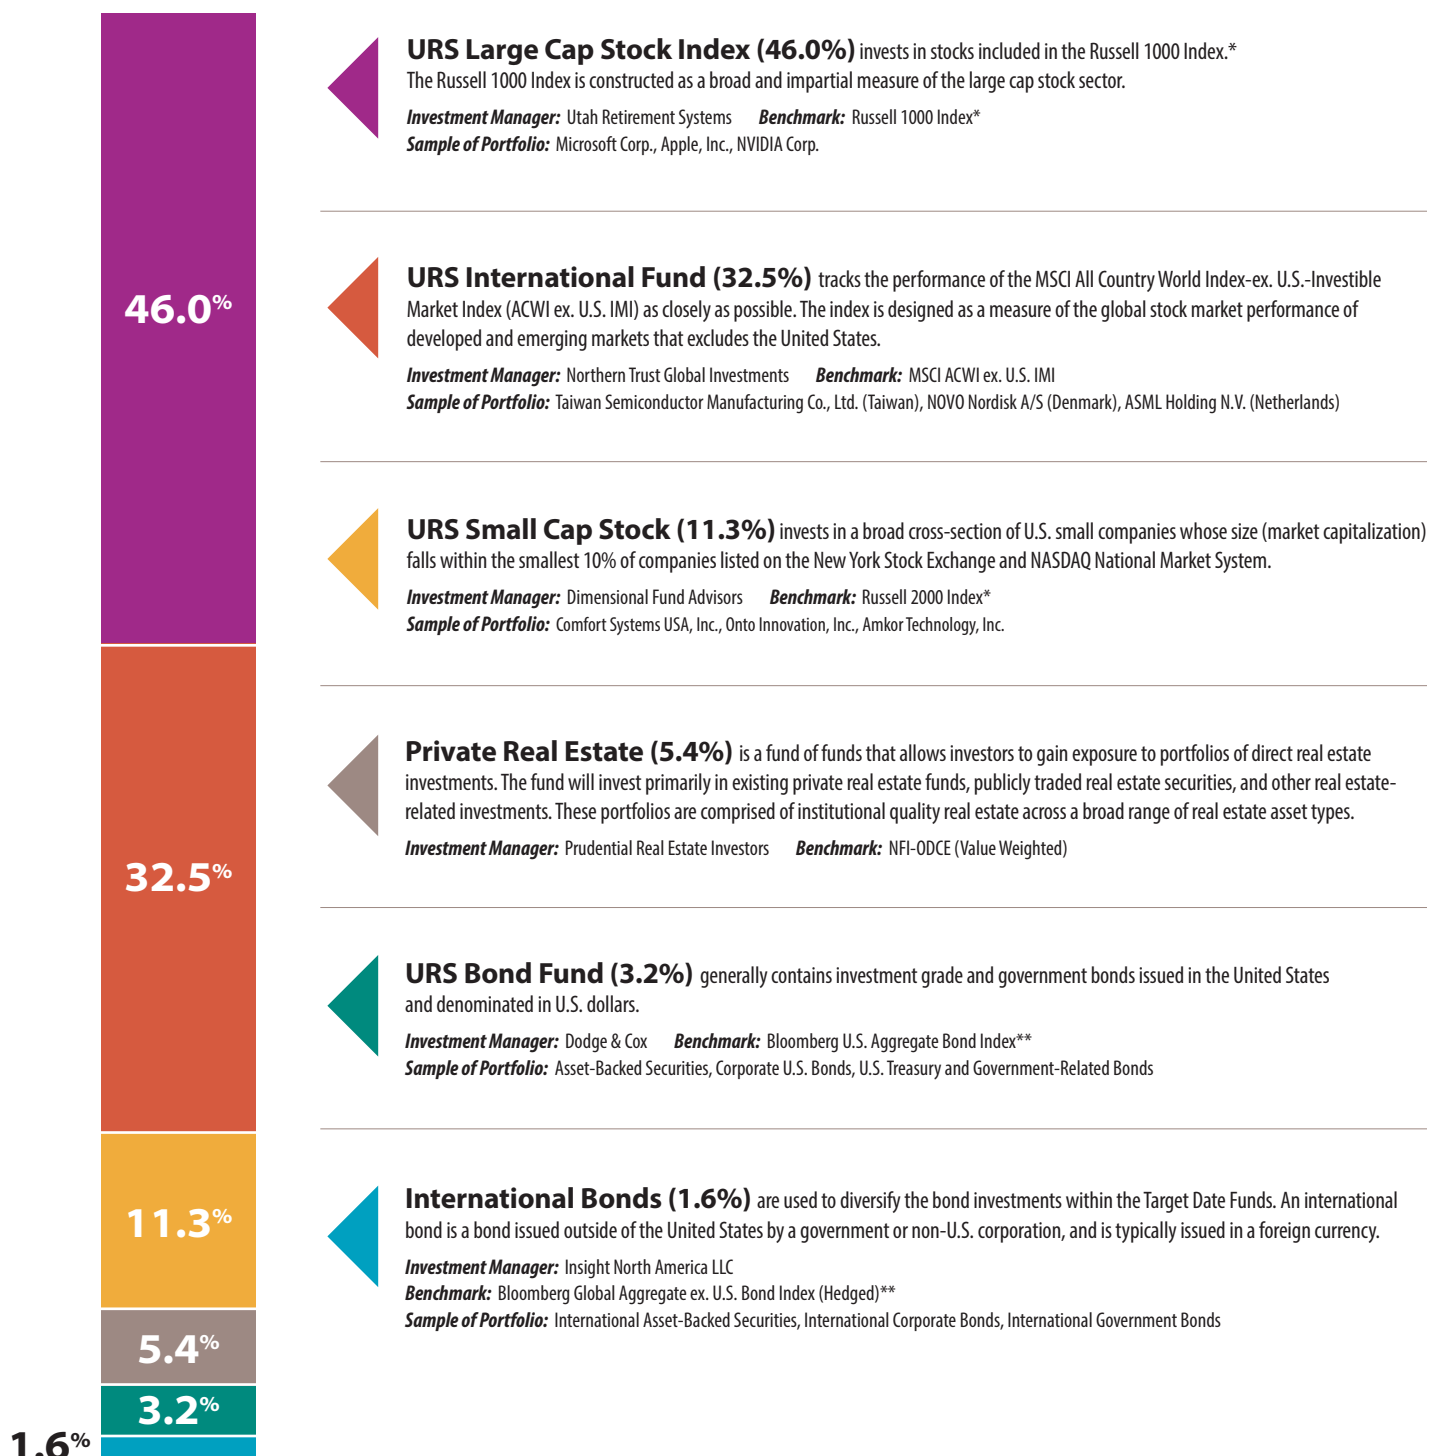 URS Large Cap Stock Index (46.0%) invests in stocks included in the Russell 1000 Index.*
The Russell 1000 Index is constructed as a broad and impartial measure of the large cap stock sector.
Investment Manager: Utah Retirement Systems Benchmark: Russell 1000 Index*
Sample of Portfolio: Microsoft Corp., Apple, Inc., NVIDIA Corp.
46.0%
URS International Fund (32.5%) tracks the performance of the MSCI All Country World Index-ex. U.S.-Investible
Market Index (ACWI ex. U.S. IMI) as closely as possible. The index is designed as a measure of the global stock market performance of
developed and emerging markets that excludes the United States.
Investment Manager: Northern Trust Global Investments Benchmark: MSCI ACWI ex. U.S. IMI
Sample of Portfolio: Taiwan Semiconductor Manufacturing Co., Ltd. (Taiwan), NOVO Nordisk A/S (Denmark), ASML Holding N.V. (Netherlands)
URS Small Cap Stock (11.3%) invests in a broad cross-section of U.S. small companies whose size (market capitalization)
falls within the smallest 10% of companies listed on the New York Stock Exchange and NASDAQ National Market System.
Investment Manager: Dimensional Fund Advisors Benchmark: Russell 2000 Index*
Sample of Portfolio: Comfort Systems USA, Inc., Onto Innovation, Inc., Amkor Technology, Inc.
Private Real Estate (5.4%) is a fund of funds that allows investors to gain exposure to portfolios of direct real estate
investments. The fund will invest primarily in existing private real estate funds, publicly traded real estate securities, and other real estate-
related investments. These portfolios are comprised of institutional quality real estate across a broad range of real estate asset types.
Investment Manager: Prudential Real Estate Investors Benchmark: NFI-ODCE (Value Weighted)
32.5%
URS Bond Fund (3.2%) generally contains investment grade and government bonds issued in the United States
and denominated in U.S. dollars.
Investment Manager: Dodge & Cox Benchmark: Bloomberg U.S. Aggregate Bond Index**
Sample of Portfolio: Asset-Backed Securities, Corporate U.S. Bonds, U.S. Treasury and Government-Related Bonds
International Bonds (1.6%) are used to diversify the bond investments within the Target Date Funds. An international
bond is a bond issued outside of the United States by a government or non-U.S. corporation, and is typically issued in a foreign currency.
Investment Manager: Insight North America LLC
Benchmark: Bloomberg Global Aggregate ex. U.S. Bond Index (Hedged)**
Sample of Portfolio: International Asset-Backed Securities, International Corporate Bonds, International Government Bonds
11.3%
5.4%
3.2%
1.6%